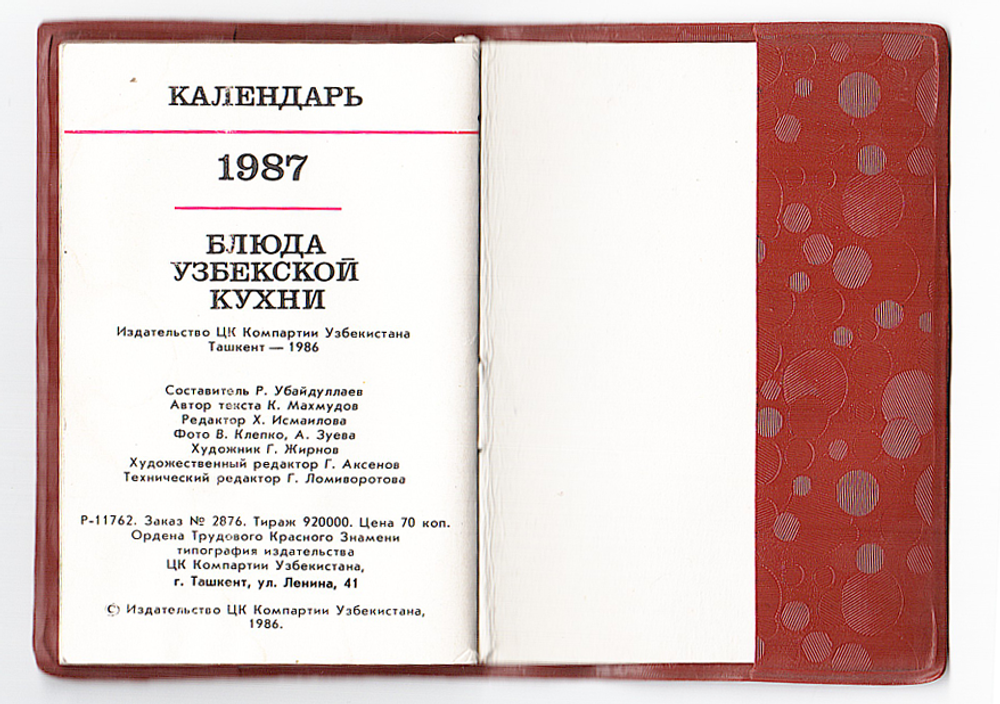 КАЛЕНДАРЬ
1987
БЛЮДА
УЗБЕКСКОЙ
КУХНИ
Издательство ЦК Компартии Узбекистана
Ташкент — 1986
Составитель Р. Убайдуллаев
Автор текста К. Махмудов
Редактор Х. Исмаилова
Фото В. Клепко, А. Зуева
Художник Г. Жирнов
Художественный редактор Г. Аксенов
Технический редактор Г. Ломиворотова
Р-11762. Заказ № 2876. Тираж 920000. Цена 70 коп.
Ордена Трудового Красного Знамени
типография издательства
ЦК Компартии Узбекистана,
г. Ташкент, ул. Ленина, 41
© Издательство ЦК Компартии Узбекистана,
1986.